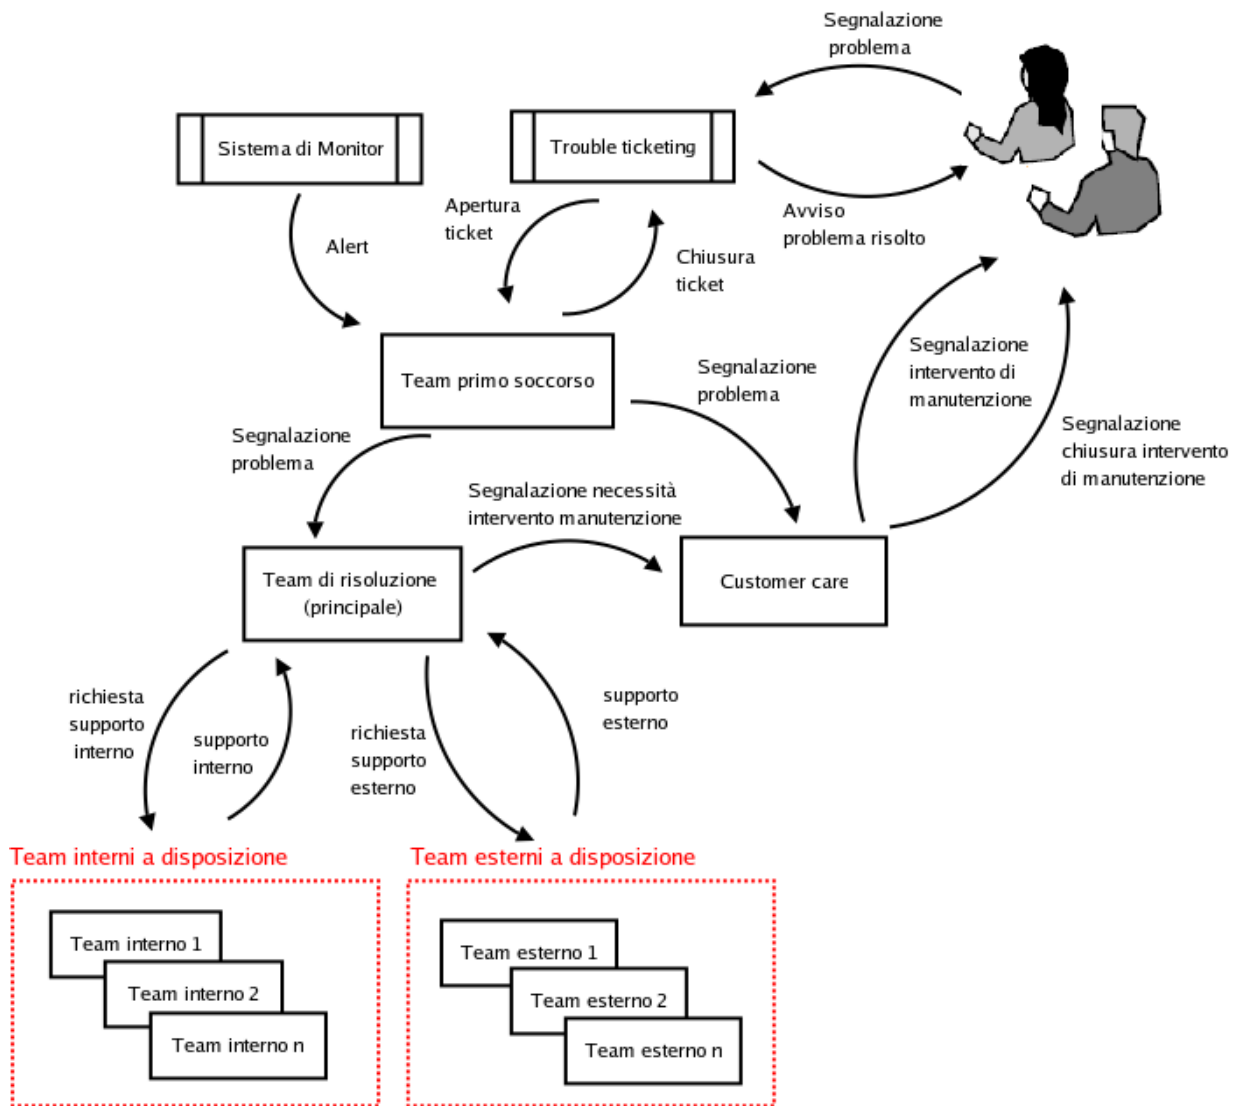 Segnalazione
problema
Sistema di Monitor
Trouble ticketing
Apertura
ticket
Avviso
problema risolto
Alert
Chiusura
ticket
Team primo soccorso
Segnalazione
problema
Segnalazione
intervento di
manutenzione
Segnalazione
chiusura intervento
di manutenzione
Segnalazione
problema
Segnalazione necessità
intervento manutenzione
Team di risoluzione
(principale)
Customer care
richiesta
supporto
interno
supporto
interno
richiesta
supporto
esterno
supporto
esterno
Team interni a disposizione
Team esterni a disposizione
Team interno 1
Team interno 2
Team interno n
Team esterno 1
Team esterno 2
Team esterno n